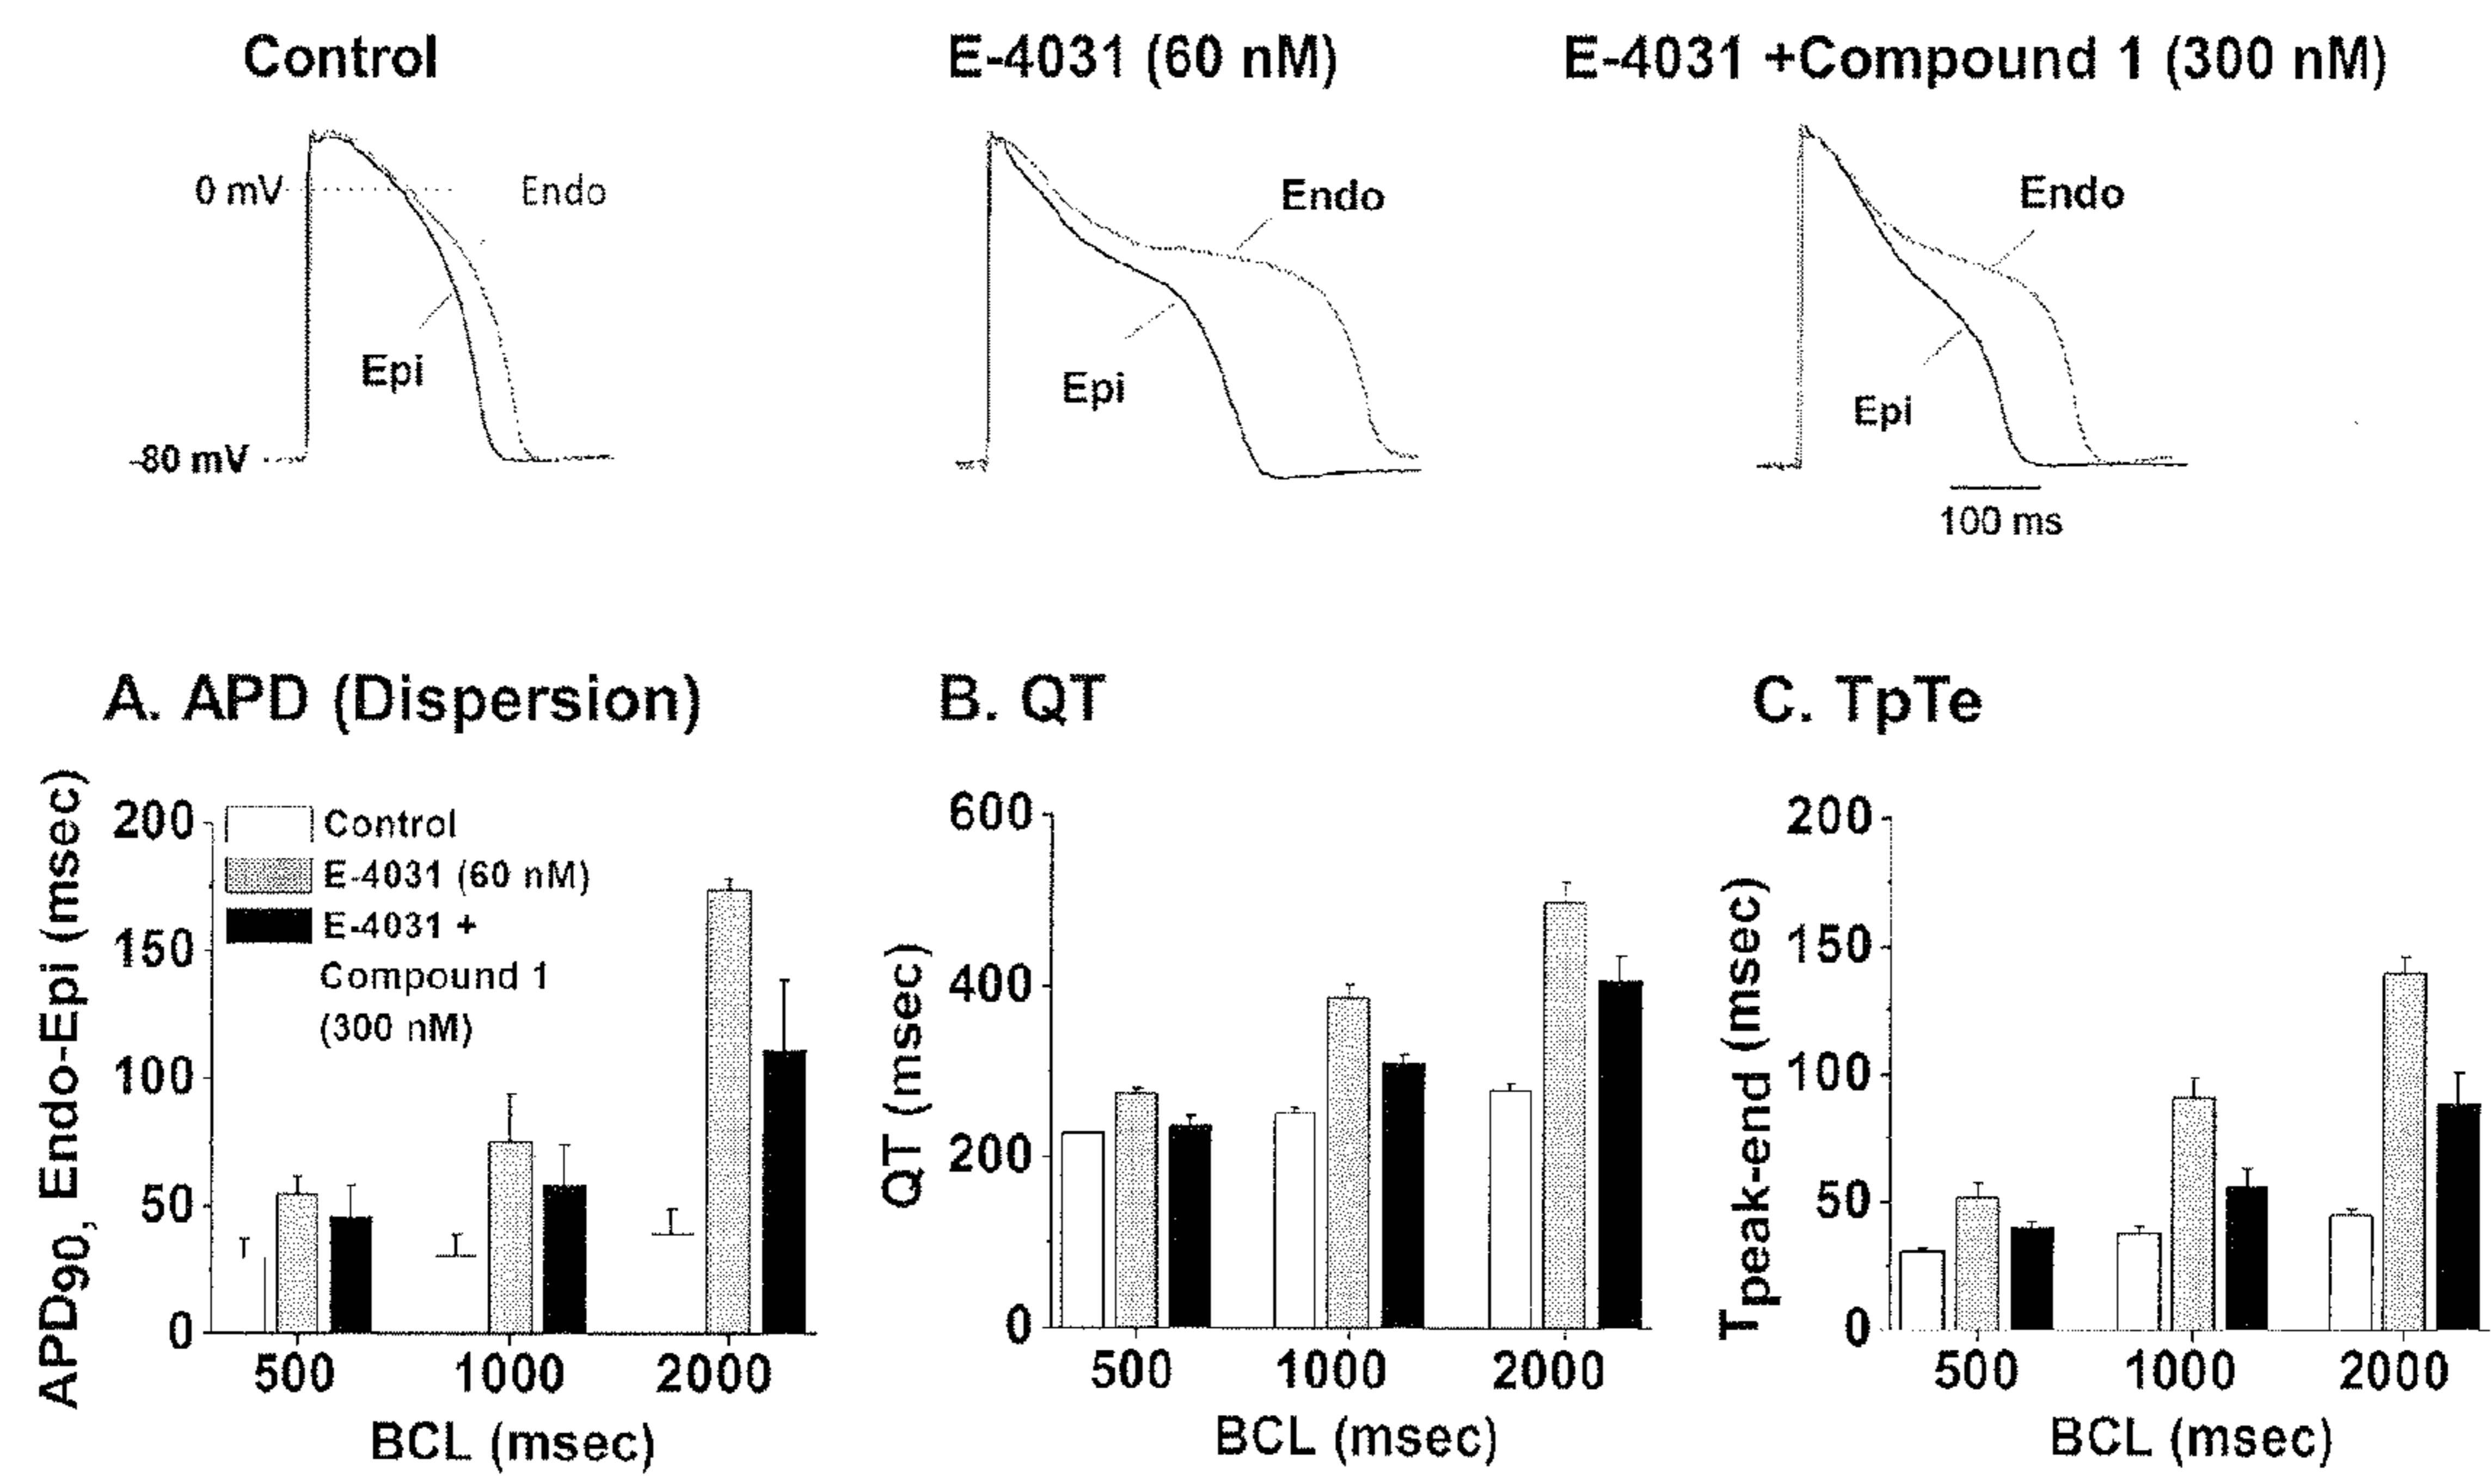 Control
E-4031 (60 nM)
E-4031 +Compound 1 (300 nM)
0 mV
Endo
Epi
-80 mV
Endo
Epi
Endo
Epi
100 ms
A. APD (Dispersion)
B. QT
C. TpTe
APD90, Endo-Epi (msec)
200
150
100
50
0
Control
E-4031 (60 nM)
E-4031 +
Compound 1
(300 nM)
500 1000 2000
BCL (msec)
QT (msec)
600
400
200
0
500 1000 2000
BCL (msec)
Tpeak-end (msec)
200
150
100
50
0
500 1000 2000
BCL (msec)